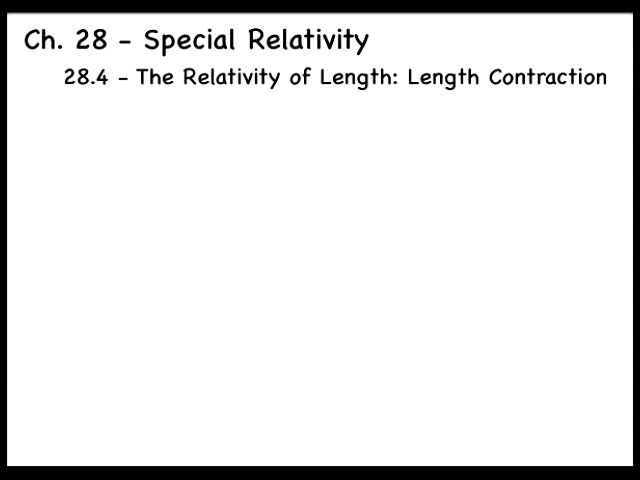 Ch. 28 - Special Relativity
28.4 - The Relativity of Length: Length Contraction